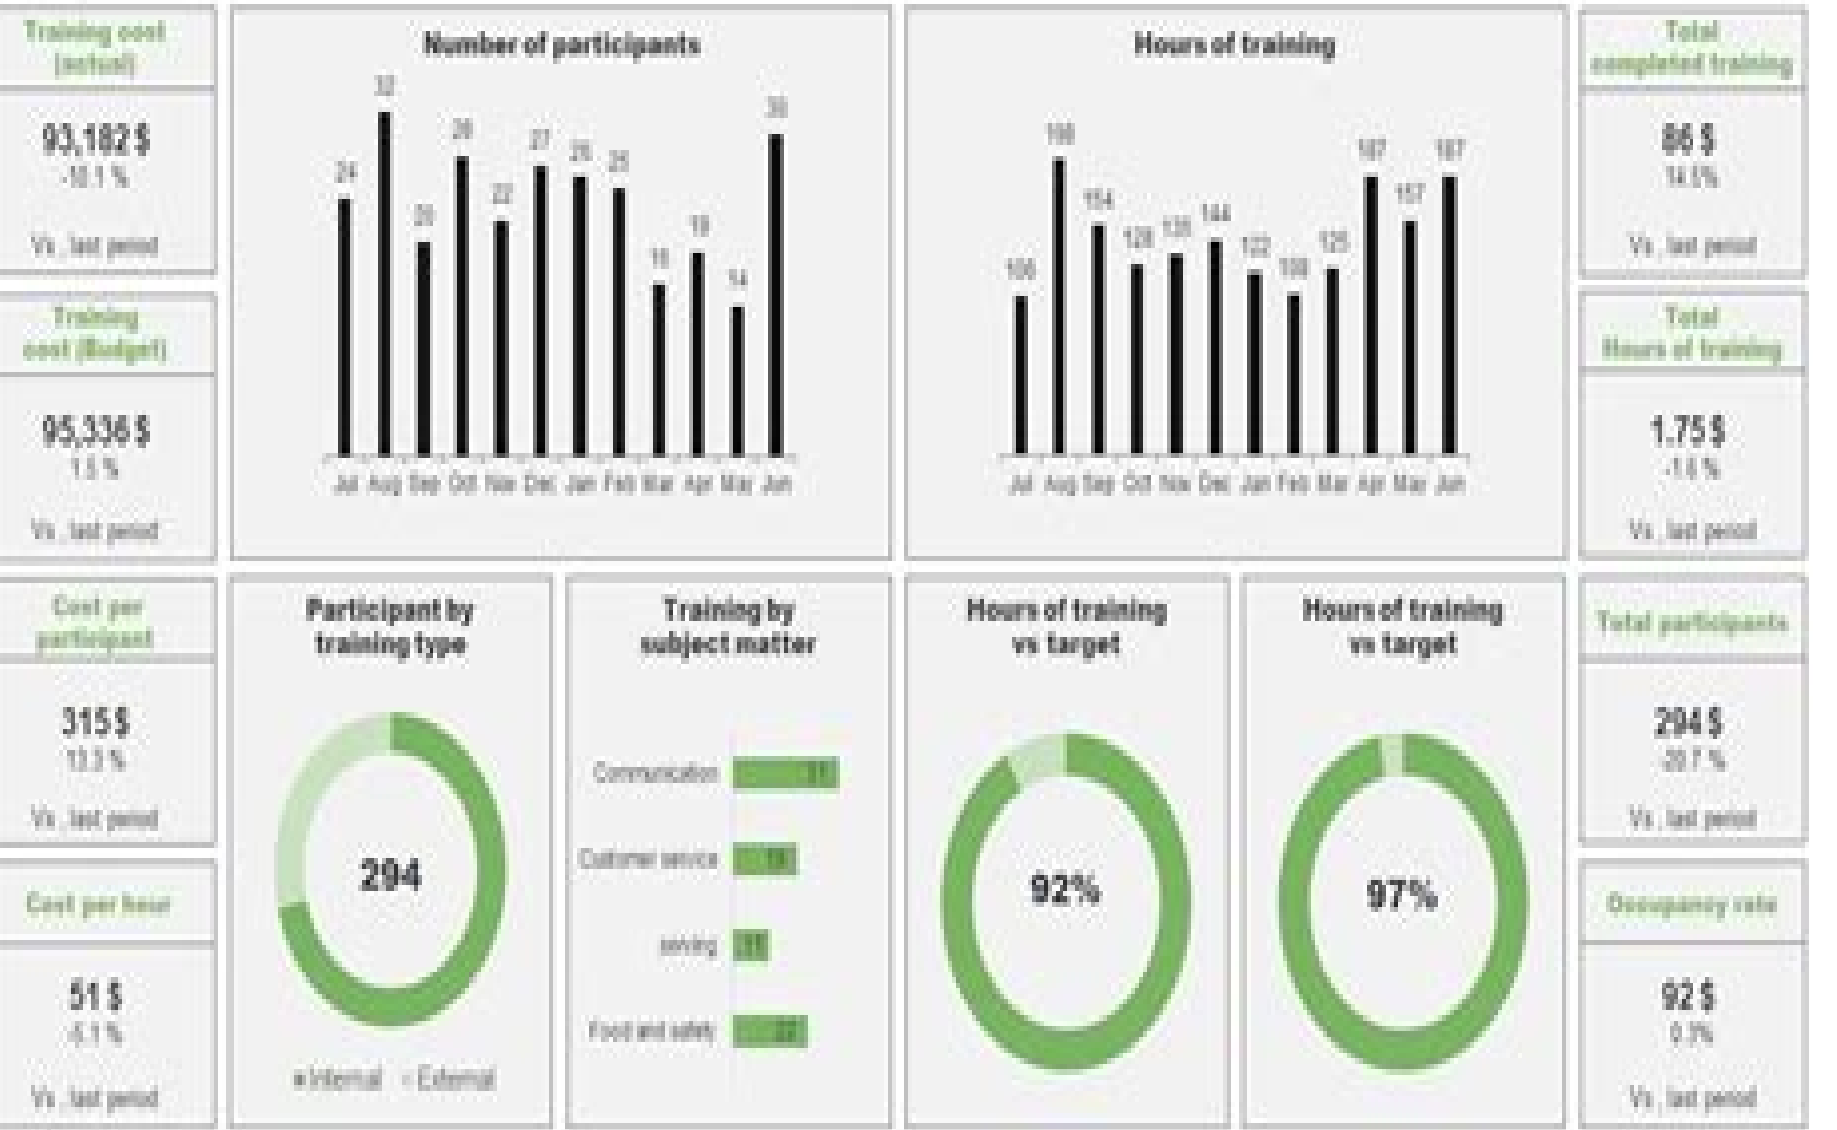 Training cost
(actual)
93,182 $
-10.1 %
Vs . last period
Training
cost (Budget)
95,336 $
1.5 %
Vs . last period
Cost per
participant
315 $
13.3 %
Vs . last period
Cost per hour
51 $
-5.1 %
Vs . last period
Number of participants
24
32
20
28
22
27
26
25
16
19
14
30
Jul Aug Sep Oct Nov Dec Jan Feb Mar Apr May Jun
Hours of training
198
154
144
122
125
187
157
187
Jul Aug Sep Oct Nov Dec Jan Feb Mar Apr May Jun
Participant by
training type
294
Internal External
Training by
subject matter
Communication 31
Customer service
serving 11
Food and safety 22
Hours of training
vs target
92%
Hours of training
vs target
97%
Total
completed training
86 $
14.5%
Vs . last period
Total
Hours of training
1.75 $
Vs . last period
Total participants
294 $
-20.7 %
Vs . last period
Occupancy rate
92 $
0.3%
Vs . last period